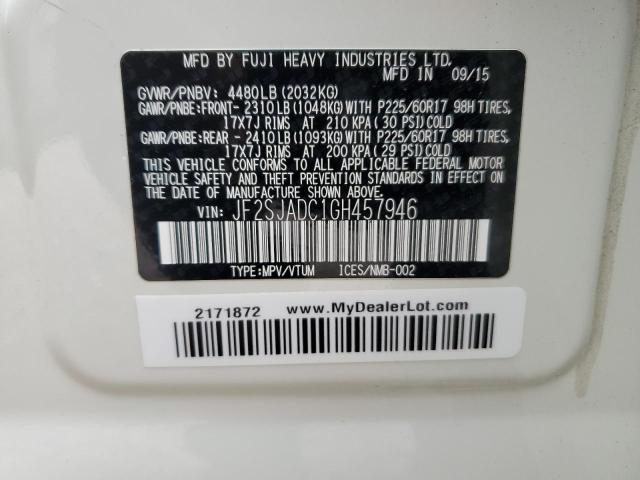 MFD BY FUJI HEAVY INDUSTRIES LTD.
MFD IN 09/15
GVWR/PNBV: 4480LB (2032KG)
GAWR/PNBE:FRONT- 2310LB (1048KG)WITH P225/60R17 98H TIRES,
17X7J RIMS AT 210 KPA (30 PSI)COLD
GAWR/PNBE:REAR - 2410LB(1093KG)WITH P225/60R17 98H TIRES,
17X7J RIMS AT 200 KPA (29 PSI)COLD
THIS VEHICLE CONFORMS TO ALL APPLICABLE FEDERAL MOTOR
VEHICLE SAFETY AND THEFT PREVENTION STANDARDS IN EFFECT ON
THE DATE OF MANUFACTURE SHOWN ABOVE.
VIN: JF2SJADC1GH457946
TYPE:MPV/VTUM ICES/NMB-002
2171872 www.MyDealerLot.com